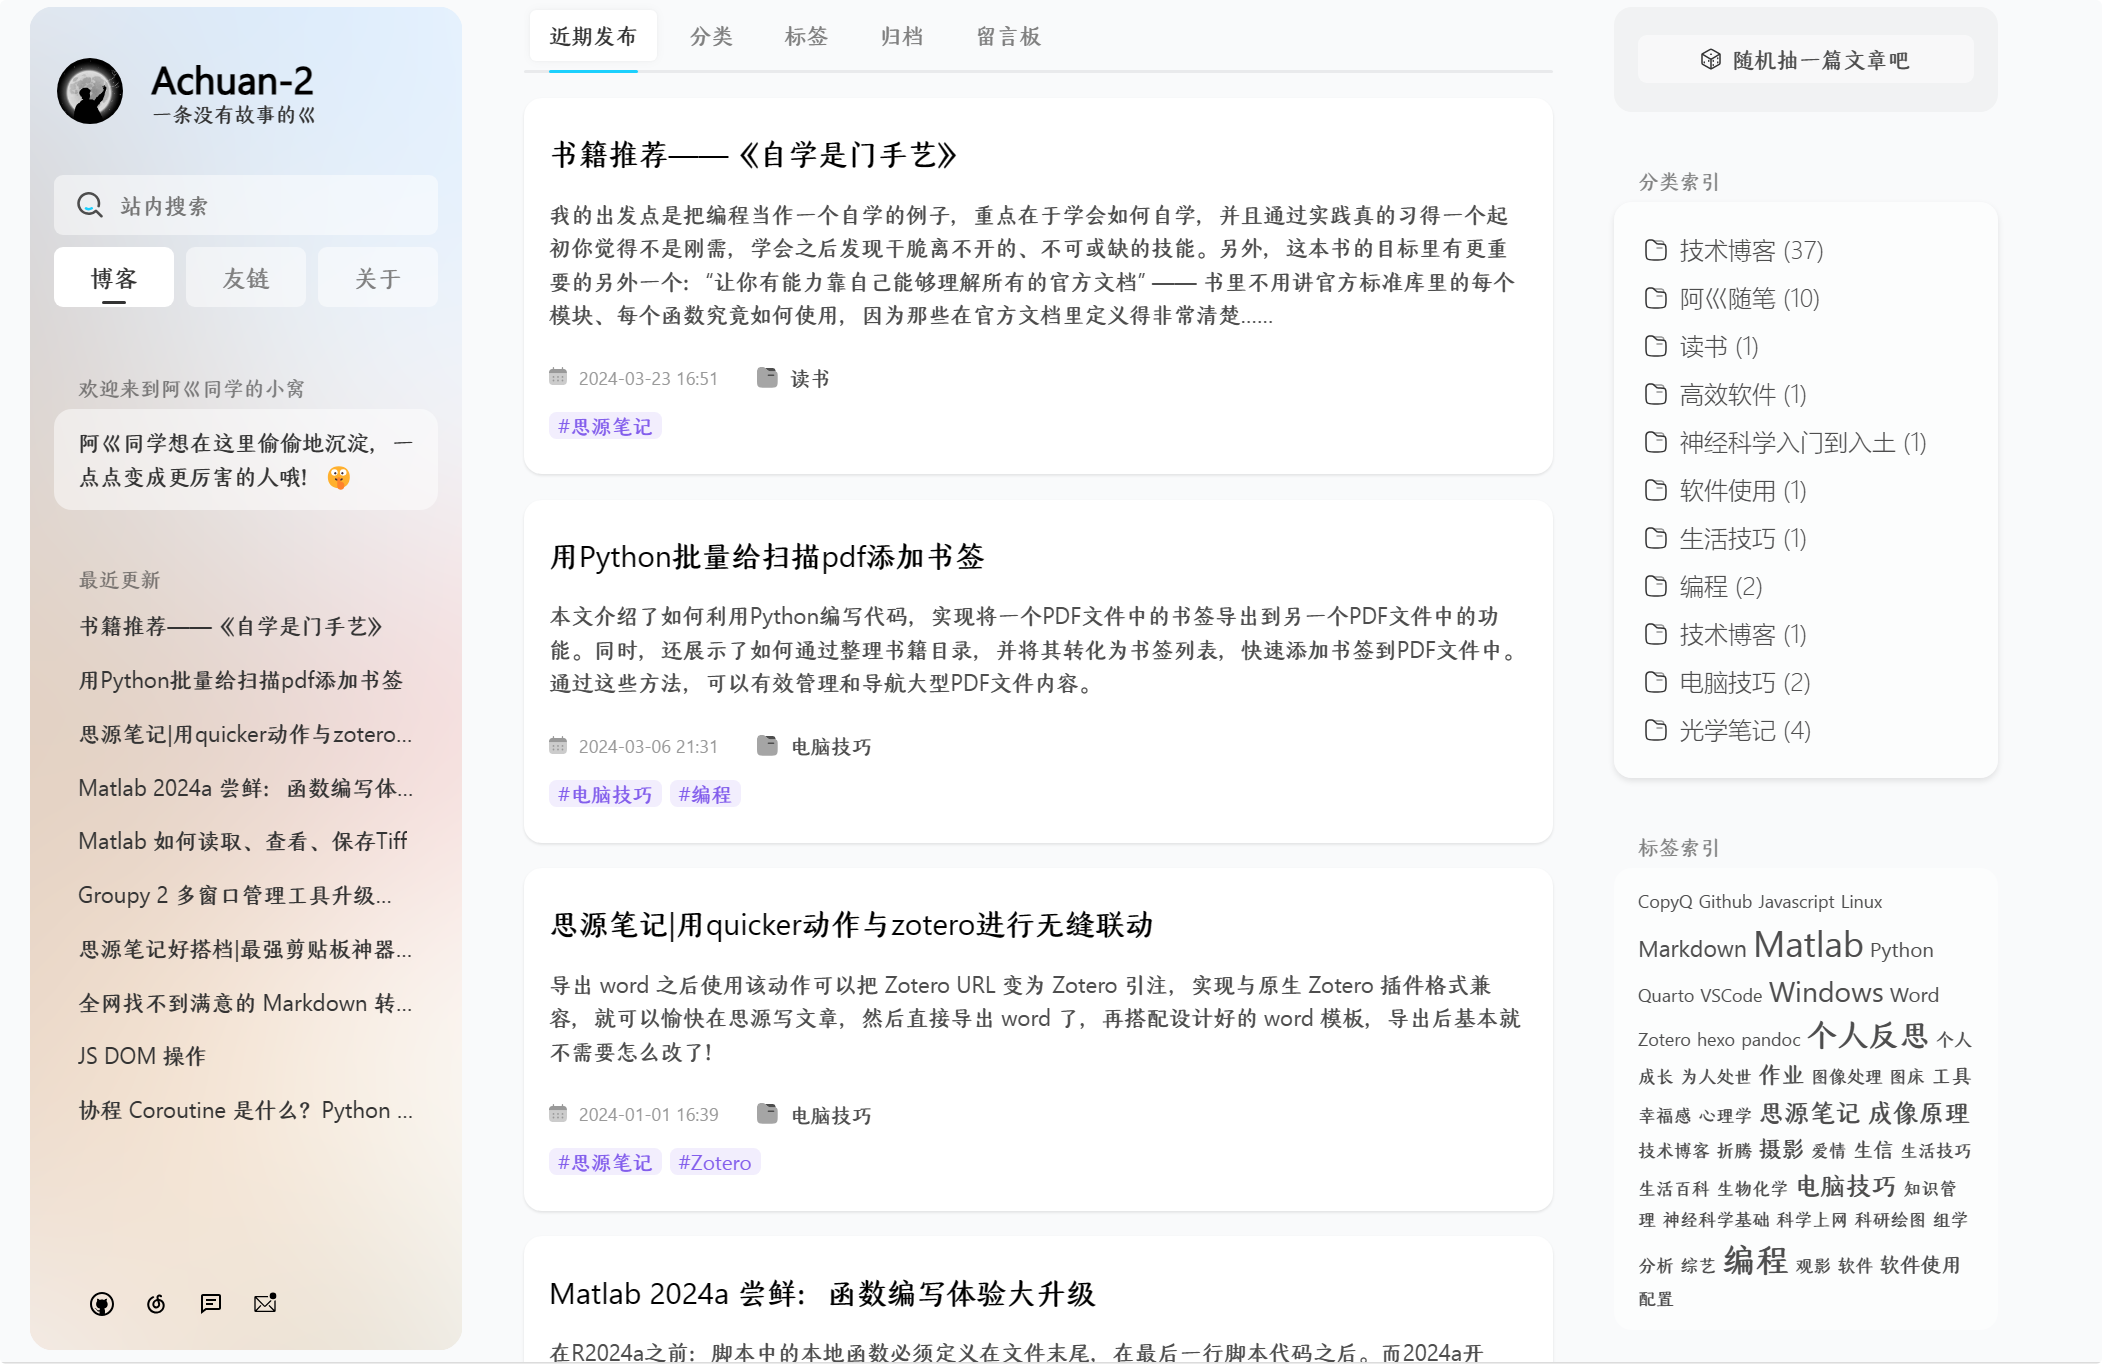 Achuan-2
一条没有故事的巛
站内搜索
博客
友链
关于
欢迎来到阿巛同学的小窝
阿巛同学想在这里偷偷地沉淀，一
点点变成更厉害的人哦！
最近更新
书籍推荐——《自学是门手艺》
用Python批量给扫描pdf添加书签
思源笔记|用quicker动作与zotero...
Matlab 2024a 尝鲜：函数编写体...
Matlab 如何读取、查看、保存Tiff
Groupy 2 多窗口管理工具升级...
思源笔记好搭档|最强剪贴板神器...
全网找不到满意的 Markdown 转...
JS DOM 操作
协程 Coroutine 是什么？Python ...
近期发布
分类
标签
归档
留言板
书籍推荐——《自学是门手艺》
我的出发点是把编程当作一个自学的例子，重点在于学会如何自学，并且通过实践真的习得一个起
初你觉得不是刚需，学会之后发现干脆离不开的、不可或缺的技能。另外，这本书的目标里有更重
要的另外一个：“让你有能力靠自己能够理解所有的官方文档” —— 书里不用讲官方标准库里的每个
模块、每个函数究竟如何使用，因为那些在官方文档里定义得非常清楚……
2024-03-23 16:51 读书
#思源笔记
用Python批量给扫描pdf添加书签
本文介绍了如何利用Python编写代码，实现将一个PDF文件中的书签导出到另一个PDF文件中的功
能。同时，还展示了如何通过整理书籍目录，并将其转化为书签列表，快速添加书签到PDF文件中。
通过这些方法，可以有效管理和导航大型PDF文件内容。
2024-03-06 21:31 电脑技巧
#电脑技巧 #编程
思源笔记|用quicker动作与zotero进行无缝联动
导出 word 之后使用该动作可以把 Zotero URL 变为 Zotero 引注，实现与原生 Zotero 插件格式兼
容，就可以愉快在思源写文章，然后直接导出 word 了，再搭配设计好的 word 模板，导出后基本就
不需要怎么改了！
2024-01-01 16:39 电脑技巧
#思源笔记 #Zotero
Matlab 2024a 尝鲜：函数编写体验大升级
在R2024a之前：脚本中的本地函数必须定义在文件末尾，在最后一行脚本代码之后。而2024a开
随机抽一篇文章吧
分类索引
技术博客 (37)
阿巛随笔 (10)
读书 (1)
高效软件 (1)
神经科学入门到入土 (1)
软件使用 (1)
生活技巧 (1)
编程 (2)
技术博客 (1)
电脑技巧 (2)
光学笔记 (4)
标签索引
CopyQ Github Javascript Linux
Markdown Matlab Python
Quarto VSCode Windows Word
Zotero hexo pandoc 个人反思 个人
成长 为人处世 作业 图像处理 图床 工具
幸福感 心理学 思源笔记 成像原理
技术博客 折腾 摄影 爱情 生信 生活技巧
生活百科 生物化学 电脑技巧 知识管
理 神经科学基础 科学上网 科研绘图 组学
分析 综艺 编程 观影 软件 软件使用
配置